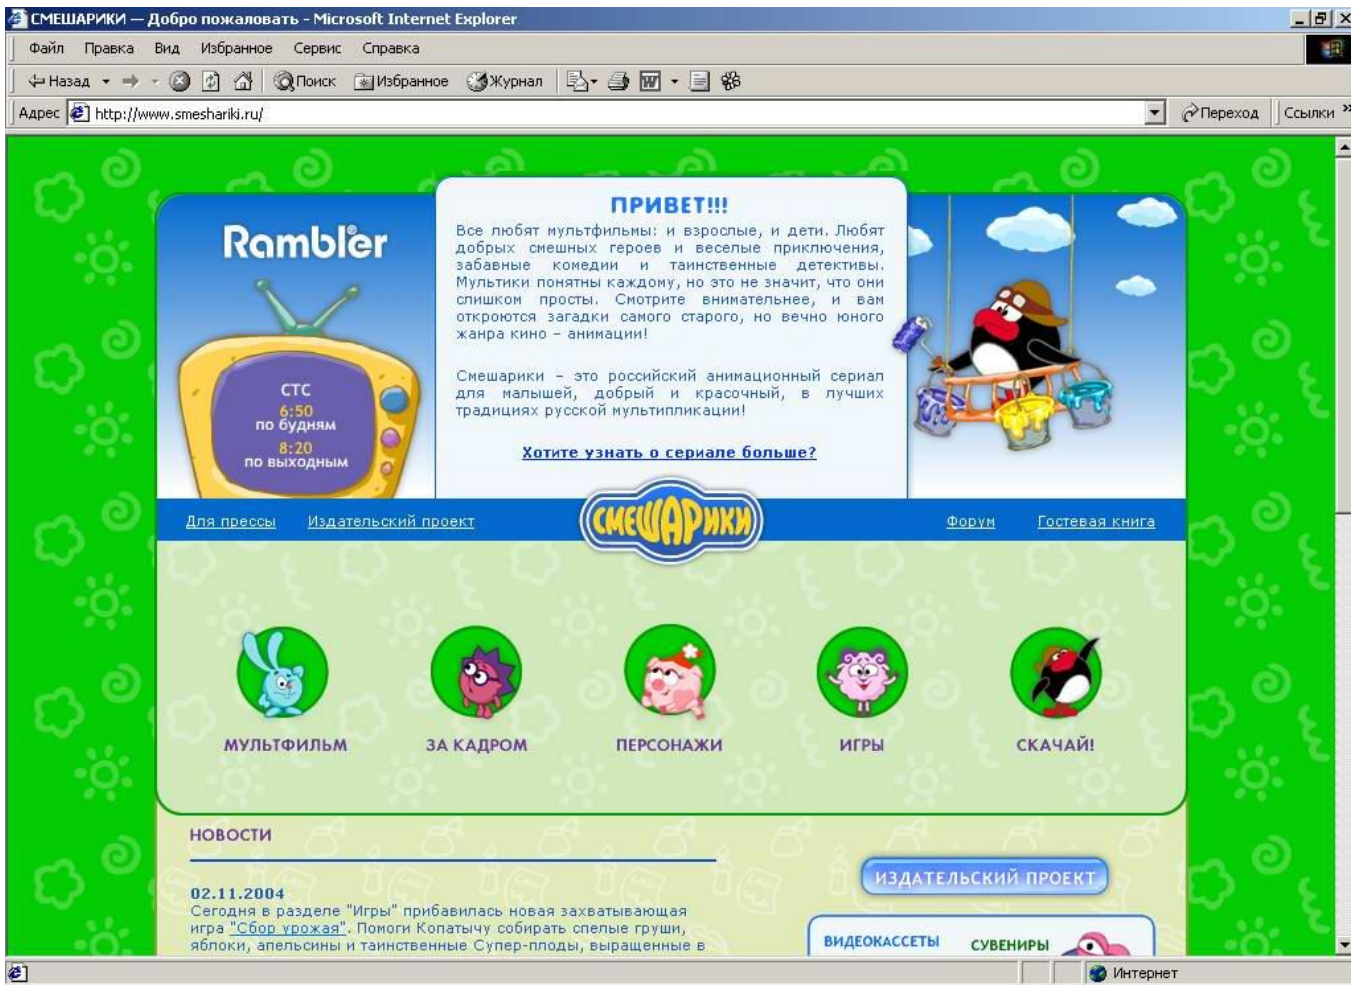 СМЕШАРИКИ — Добро пожаловать - Microsoft Internet Explorer
Файл Правка Вид Избранное Сервис Справка
Назад Поиск Избранное Журнал
Адрес http://www.smeshariki.ru/ Переход Ссылки »
Rambler
СТС
6:50
по будням
8:20
по выходным
ПРИВЕТ!!!
Все любят мультфильмы: и взрослые, и дети. Любят
добрых смешных героев и веселые приключения,
забавные комедии и таинственные детективы.
Мультики понятны каждому, но это не значит, что они
слишком просты. Смотрите внимательнее, и вам
откроются загадки самого старого, но вечно юного
жанра кино – анимации!
Смешарики – это российский анимационный сериал
для малышей, добрый и красочный, в лучших
традициях русской мультипликации!
Хотите узнать о сериале больше?
Для прессы Издательский проект СМЕШАРИКИ Форум Гостевая книга
МУЛЬТФИЛЬМ ЗА КАДРОМ ПЕРСОНАЖИ ИГРЫ СКАЧАЙ!
НОВОСТИ
02.11.2004
Сегодня в разделе "Игры" прибавилась новая захватывающая
игра "Сбор урожая". Помоги Копатычу собирать спелые груши,
яблоки, апельсины и таинственные Супер-плоды, выращенные в
ИЗДАТЕЛЬСКИЙ ПРОЕКТ
ВИДЕОКАССЕТЫ СУВЕНИРЫ
Интернет